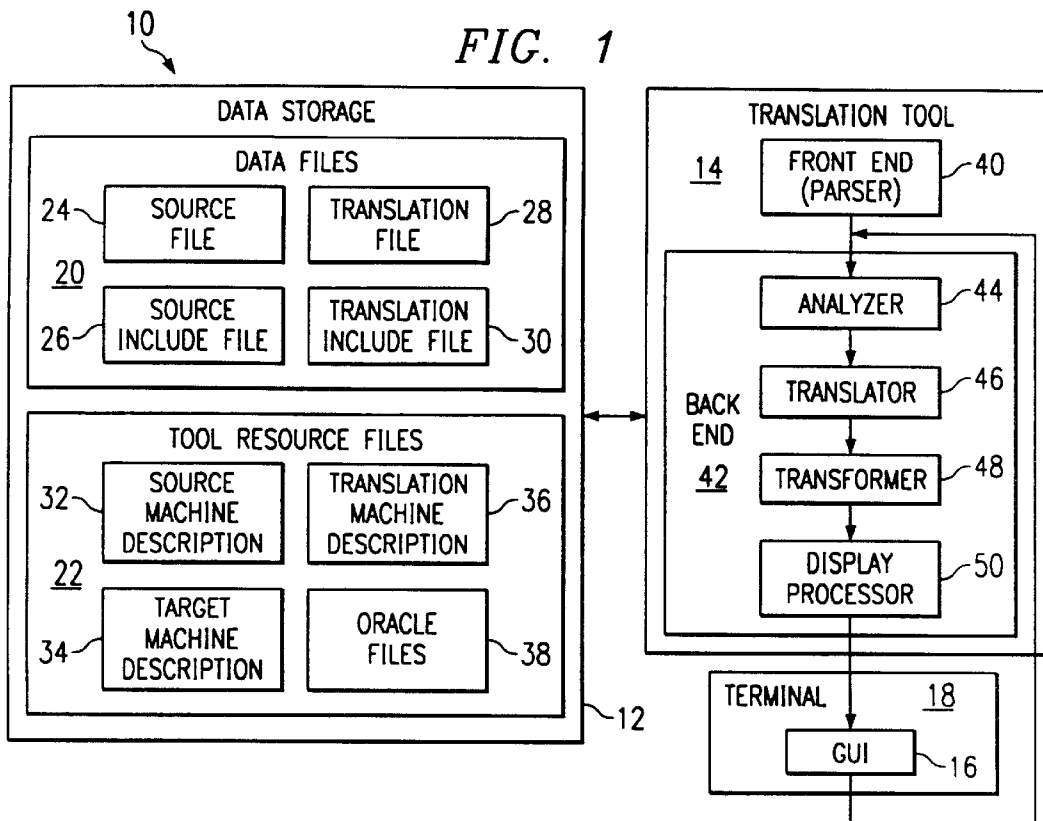 FIG. 1
10
DATA STORAGE
DATA FILES
24
SOURCE
FILE
TRANSLATION
FILE
28
20
26
SOURCE
INCLUDE FILE
TRANSLATION
INCLUDE FILE
30
TOOL RESOURCE FILES
32
SOURCE
MACHINE
DESCRIPTION
TRANSLATION
MACHINE
DESCRIPTION
36
22
34
TARGET
MACHINE
DESCRIPTION
ORACLE
FILES
38
12
TRANSLATION TOOL
14
FRONT END
(PARSER)
40
ANALYZER
44
TRANSLATOR
46
BACK
END
42
TRANSFORMER
48
DISPLAY
PROCESSOR
50
TERMINAL
18
GUI
16